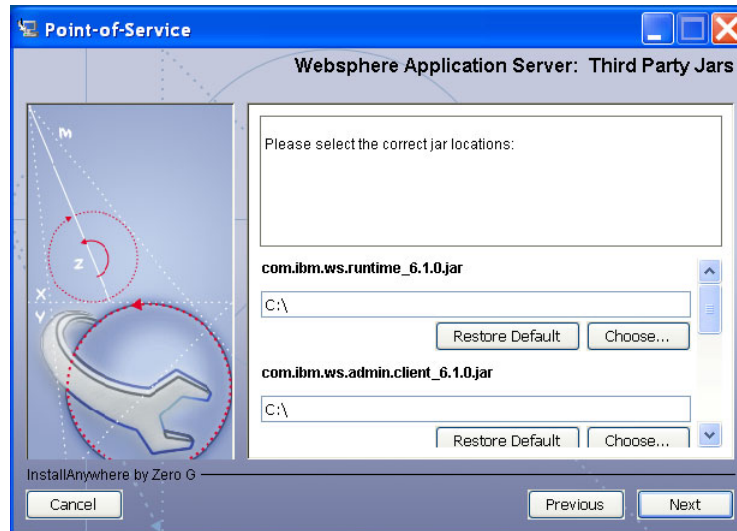 Point-of-Service
Websphere Application Server: Third Party Jars
M
Z
X
Y
Please select the correct jar locations:
com.ibm.ws.runtime_6.1.0.jar
C:\
Restore Default Choose...
com.ibm.ws.admin.client_6.1.0.jar
C:\
Restore Default Choose...
InstallAnywhere by Zero G
Cancel Previous Next